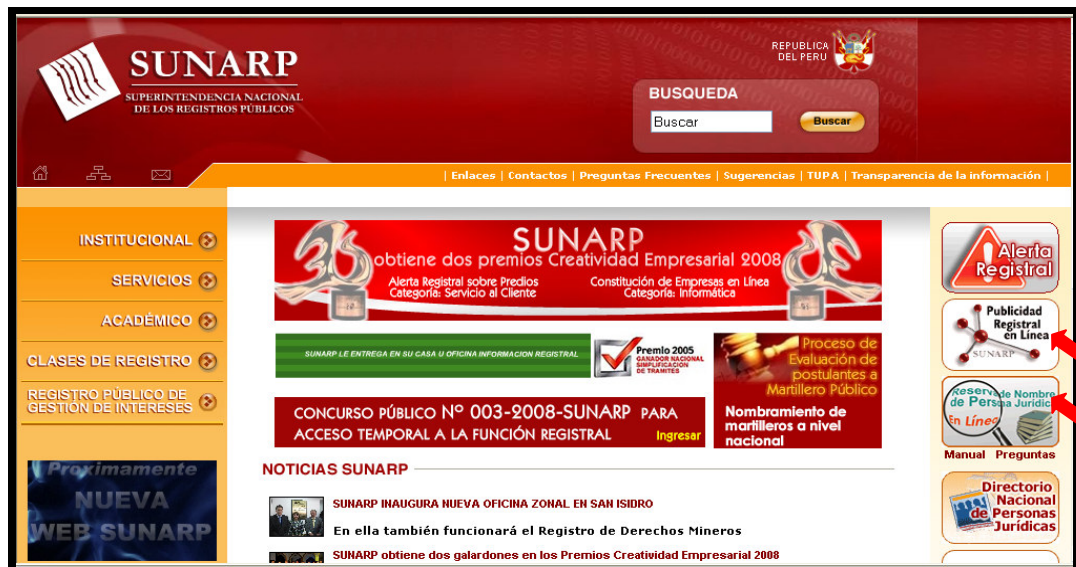 SUNARP
SUPERINTENDENCIA NACIONAL
DE LOS REGISTROS PÚBLICOS
REPUBLICA
DEL PERU
BUSQUEDA
Buscar
Buscar
| Enlaces | Contactos | Preguntas Frecuentes | Sugerencias | TUPA | Transparencia de la información |
INSTITUCIONAL
SERVICIOS
ACADÉMICO
CLASES DE REGISTRO
REGISTRO PÚBLICO DE
GESTIÓN DE INTERESES
Proximamente
NUEVA
WEB SUNARP
SUNARP
obtiene dos premios Creatividad Empresarial 2008
Alerta Registral sobre Predios
Categoría: Servicio al Cliente
Constitución de Empresas en Línea
Categoría: Informática
SUNARP LE ENTREGA EN SU CASA U OFICINA INFORMACION REGISTRAL
Premio 2005
GANADOR NACIONAL
SIMPLIFICACIÓN
DE TRAMITES
Proceso de
Evaluación de
postulantes a
Martillero Público
Nombramiento de
martilleros a nivel
nacional
CONCURSO PÚBLICO Nº 003-2008-SUNARP PARA
ACCESO TEMPORAL A LA FUNCIÓN REGISTRAL
Ingresar
NOTICIAS SUNARP
SUNARP INAUGURA NUEVA OFICINA ZONAL EN SAN ISIDRO
En ella también funcionará el Registro de Derechos Mineros
SUNARP obtiene dos galardones en los Premios Creatividad Empresarial 2008
Alerta
Registral
Publicidad
Registral
en Línea
SUNARP
Reserva de Nombre
de Persona Jurídic
En Línea
Manual Preguntas
Directorio
Nacional
de Personas
Jurídicas